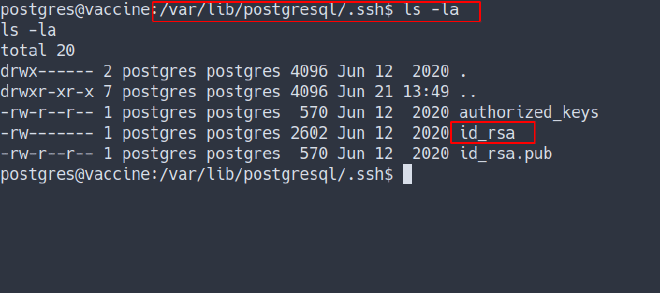 postgres@vaccine:/var/lib/postgresql/.ssh$ ls -la
ls -la
total 20
drwx------ 2 postgres postgres 4096 Jun 12  2020 .
drwxr-xr-x 7 postgres postgres 4096 Jun 21 13:49 ..
-rw-r--r-- 1 postgres postgres  570 Jun 12  2020 authorized_keys
-rw------- 1 postgres postgres 2602 Jun 12  2020 id_rsa
-rw-r--r-- 1 postgres postgres  570 Jun 12  2020 id_rsa.pub
postgres@vaccine:/var/lib/postgresql/.ssh$